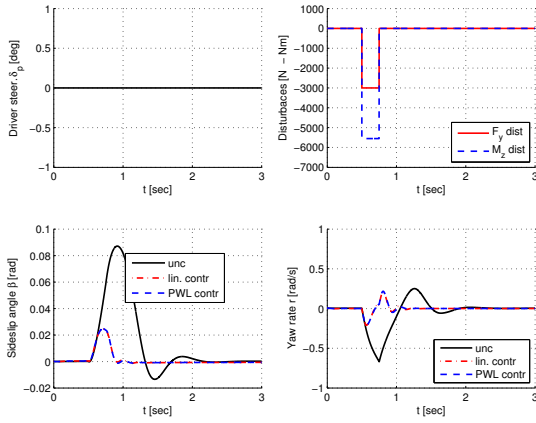 1
0.5
0
−0.5
−1
0
1
2
3
t [sec]
Driver steer. δp [deg]
0
−1000
−2000
−3000
−4000
−5000
−6000
−7000
0
1
2
3
t [sec]
Disturbaces [N − Nm]
Fy dist
Mz dist
0.1
0.08
0.06
0.04
0.02
0
−0.02
0
1
2
3
t [sec]
Sideslip angle β [rad]
unc
lin. contr
PWL contr
1
0.5
0
−0.5
−1
0
1
2
3
t [sec]
Yaw rate r [rad/s]
unc
lin. contr
PWL contr